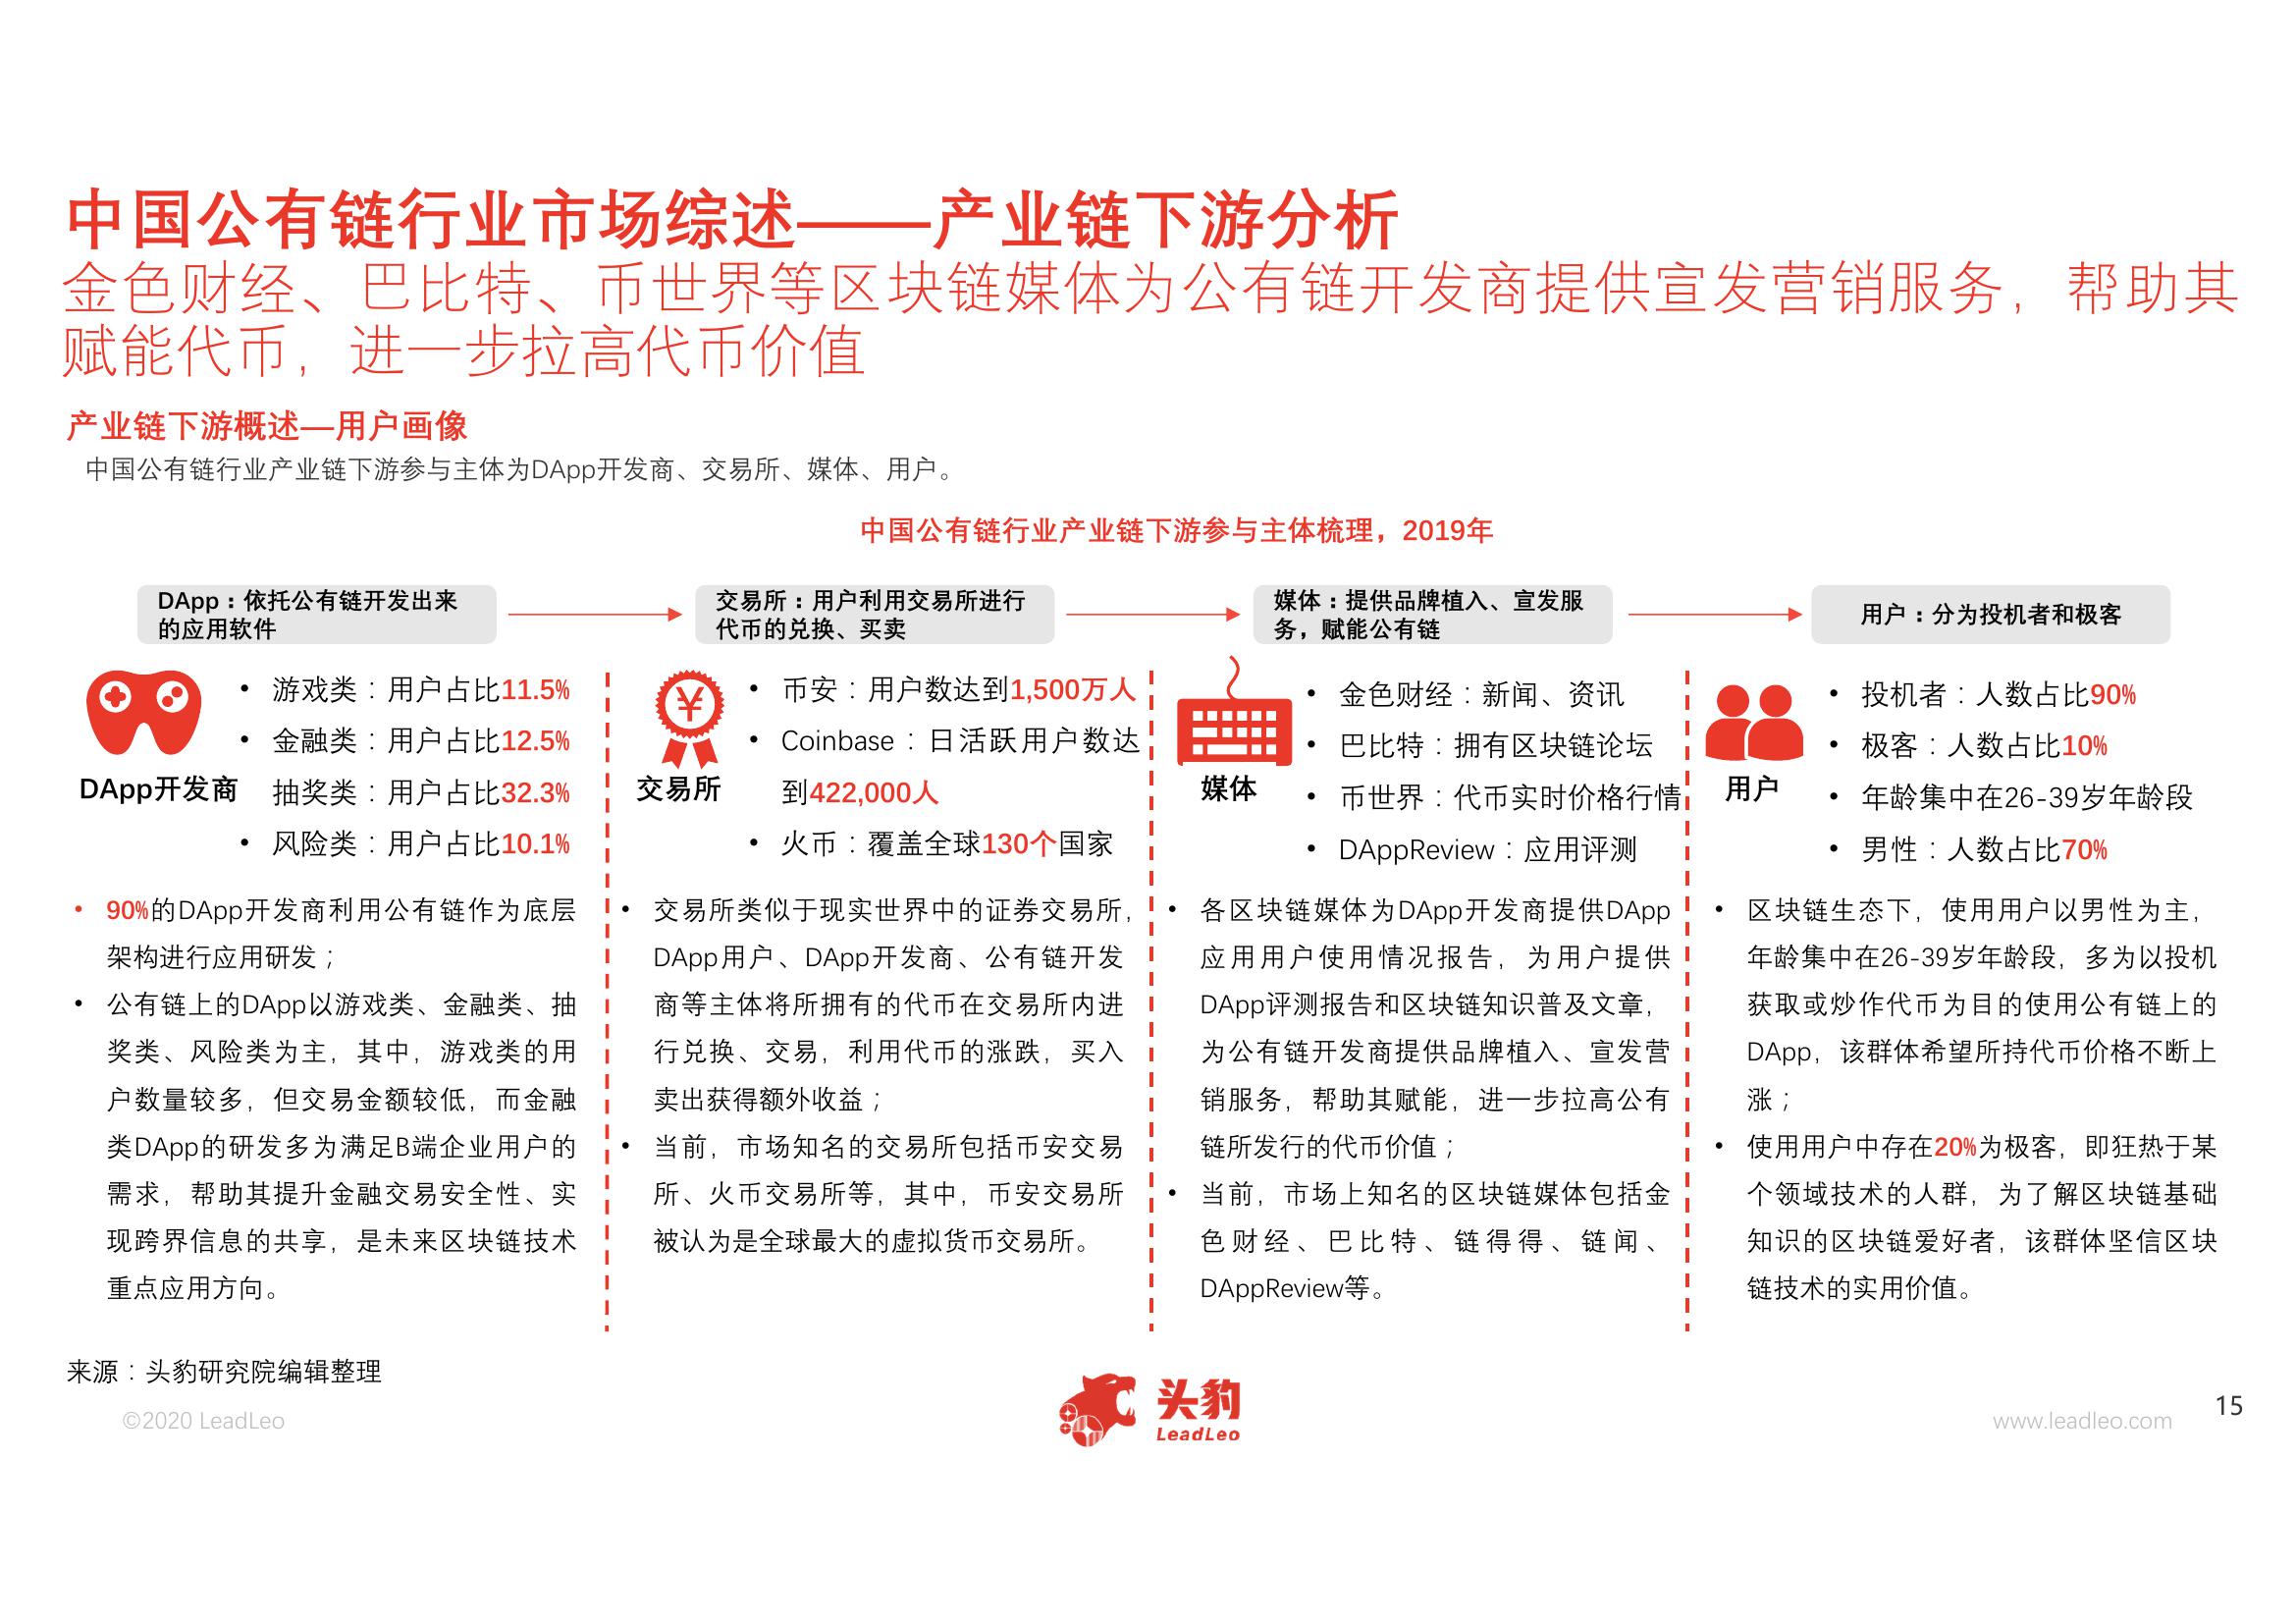 中国公有链行业市场综述——产业链下游分析
金色财经、巴比特、币世界等区块链媒体为公有链开发商提供宣发营销服务，帮助其
赋能代币，进一步拉高代币价值
产业链下游概述—用户画像
中国公有链行业产业链下游参与主体为DApp开发商、交易所、媒体、用户。
中国公有链行业产业链下游参与主体梳理，2019年
DApp：依托公有链开发出来
的应用软件
交易所：用户利用交易所进行
代币的兑换、买卖
媒体：提供品牌植入、宣发服
务，赋能公有链
用户：分为投机者和极客
DApp开发商
• 游戏类：用户占比11.5%
• 金融类：用户占比12.5%
抽奖类：用户占比32.3%
• 风险类：用户占比10.1%
• 90%的DApp开发商利用公有链作为底层
架构进行应用研发；
• 公有链上的DApp以游戏类、金融类、抽
奖类、风险类为主，其中，游戏类的用
户数量较多，但交易金额较低，而金融
类DApp的研发多为满足B端企业用户的
需求，帮助其提升金融交易安全性、实
现跨界信息的共享，是未来区块链技术
重点应用方向。
¥
交易所
• 币安：用户数达到1,500万人
• Coinbase：日活跃用户数达
到422,000人
• 火币：覆盖全球130个国家
• 交易所类似于现实世界中的证券交易所，
DApp用户、DApp开发商、公有链开发
商等主体将所拥有的代币在交易所内进
行兑换、交易，利用代币的涨跌，买入
卖出获得额外收益；
• 当前，市场知名的交易所包括币安交易
所、火币交易所等，其中，币安交易所
被认为是全球最大的虚拟货币交易所。
媒体
• 金色财经：新闻、资讯
• 巴比特：拥有区块链论坛
• 币世界：代币实时价格行情
• DAppReview：应用评测
• 各区块链媒体为DApp开发商提供DApp
应用用户使用情况报告，为用户提供
DApp评测报告和区块链知识普及文章，
为公有链开发商提供品牌植入、宣发营
销服务，帮助其赋能，进一步拉高公有
链所发行的代币价值；
• 当前，市场上知名的区块链媒体包括金
色财经、巴比特、链得得、链闻、
DAppReview等。
用户
• 投机者：人数占比90%
• 极客：人数占比10%
• 年龄集中在26-39岁年龄段
• 男性：人数占比70%
• 区块链生态下，使用用户以男性为主，
年龄集中在26-39岁年龄段，多为以投机
获取或炒作代币为目的使用公有链上的
DApp，该群体希望所持代币价格不断上
涨；
• 使用用户中存在20%为极客，即狂热于某
个领域技术的人群，为了解区块链基础
知识的区块链爱好者，该群体坚信区块
链技术的实用价值。
来源：头豹研究院编辑整理
©2020 LeadLeo
头豹
LeadLeo
www.leadleo.com
15